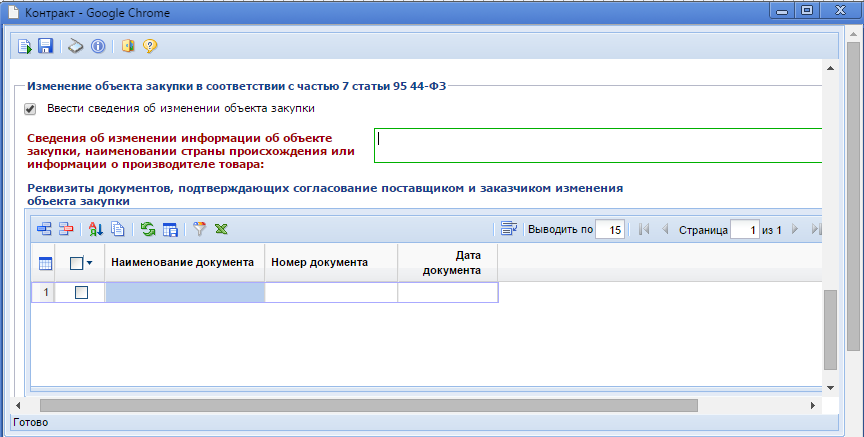 Контракт - Google Chrome
Изменение объекта закупки в соответствии с частью 7 статьи 95 44-ФЗ
Ввести сведения об изменении объекта закупки
Сведения об изменении информации об объекте
закупки, наименовании страны происхождения или
информации о производителе товара:
Реквизиты документов, подтверждающих согласование поставщиком и заказчиком изменения
объекта закупки
Выводить по 15 Страница 1 из 1
Наименование документа Номер документа Дата
документа
1
Готово